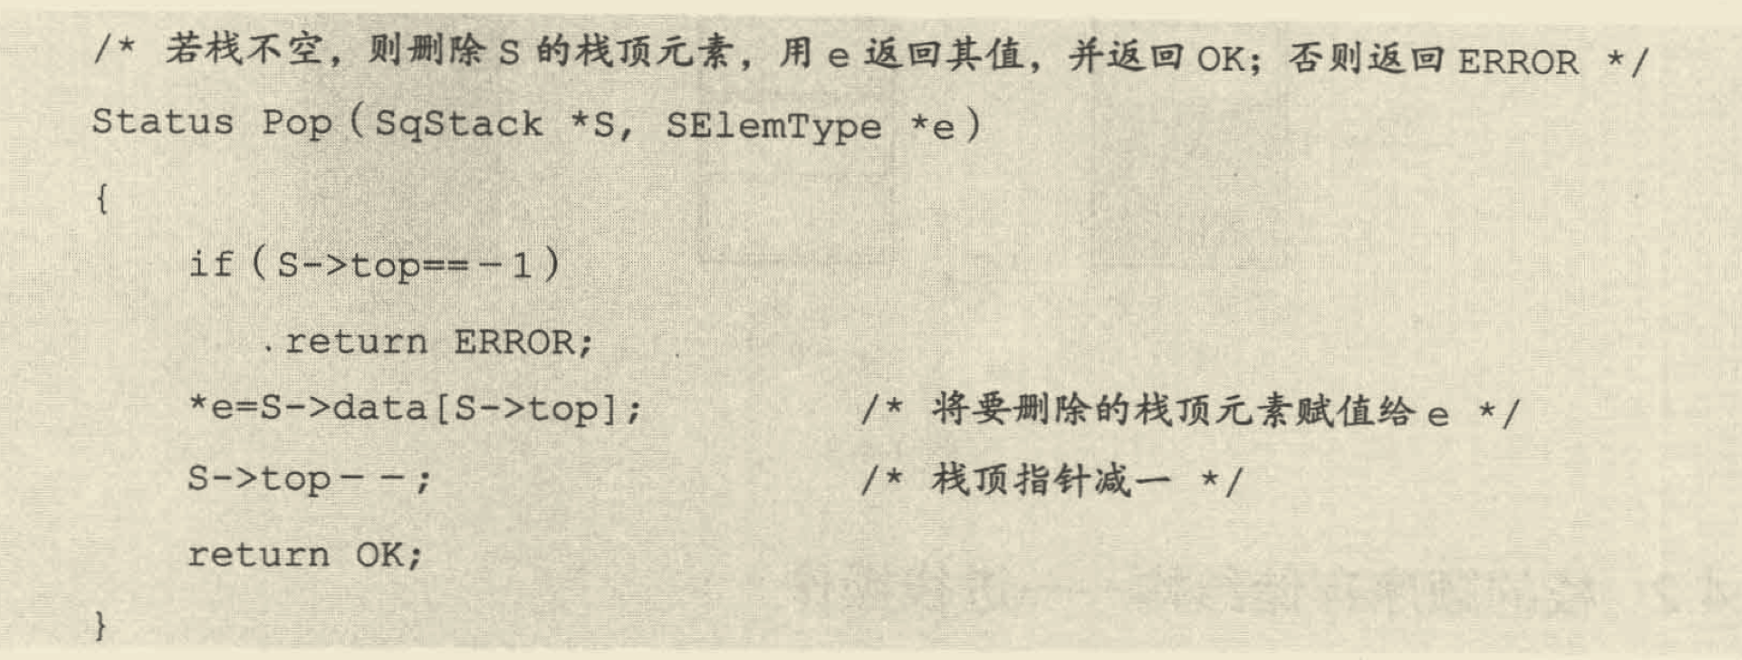 /* 若栈不空，则删除 S 的栈顶元素，用 e 返回其值，并返回 OK；否则返回 ERROR */
Status Pop（SqStack *S, SElemType *e）
{
if（S->top==－1）
return ERROR;
*e=S->data[S->top]; /* 将要删除的栈顶元素赋值给 e */
S->top－－; /* 栈顶指针减一 */
return OK;
}